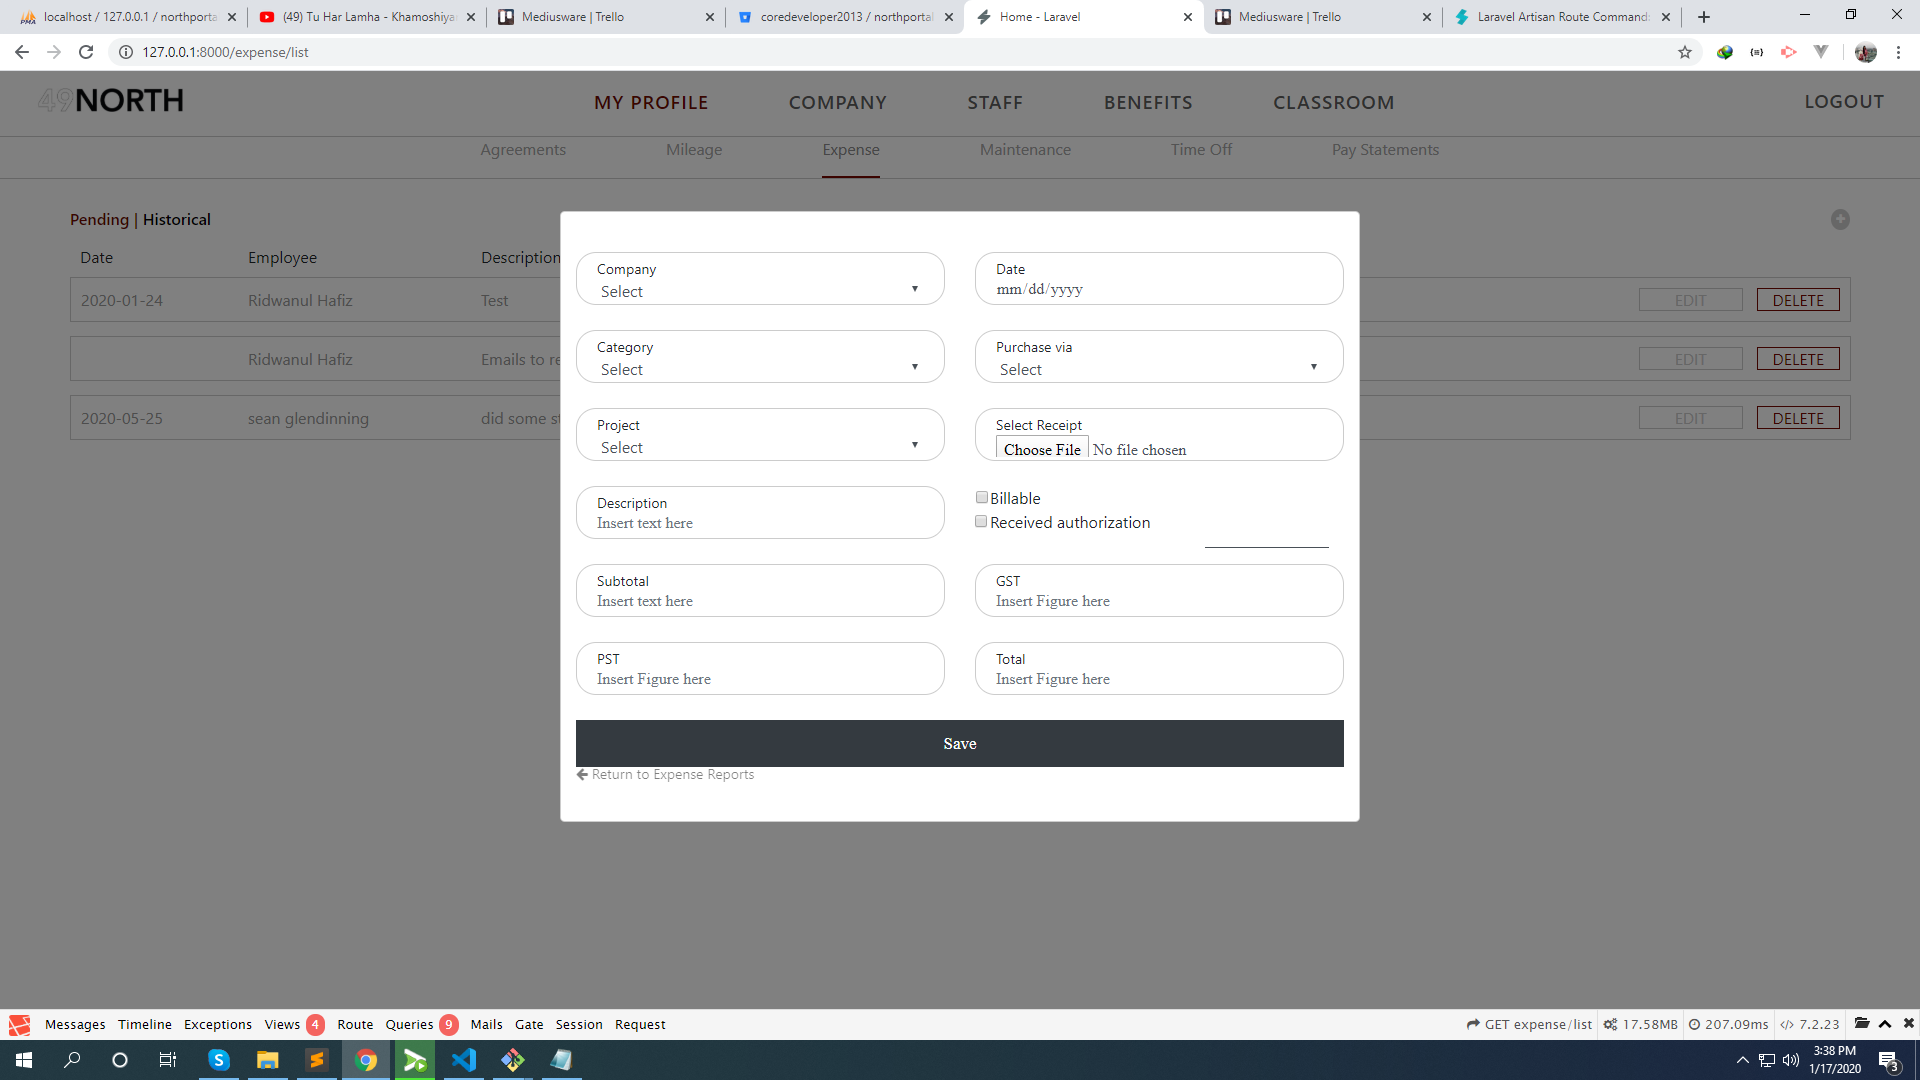 localhost / 127.0.0.1 / northporta
(49) Tu Har Lamha - Khamoshiya
Mediusware | Trello
coredeveloper2013 / northportal
Home - Laravel
Mediusware | Trello
Laravel Artisan Route Command
127.0.0.1:8000/expense/list
49NORTH
MY PROFILE
COMPANY
STAFF
BENEFITS
CLASSROOM
LOGOUT
Agreements
Mileage
Expense
Maintenance
Time Off
Pay Statements
Pending | Historical
Date
Employee
Description
2020-01-24
Ridwanul Hafiz
Test
EDIT
DELETE
Ridwanul Hafiz
Emails to re
EDIT
DELETE
2020-05-25
sean glendinning
did some st
EDIT
DELETE
Company
Select
Date
mm/dd/yyyy
Category
Select
Purchase via
Select
Project
Select
Select Receipt
Choose File No file chosen
Description
Insert text here
Billable
Received authorization
Subtotal
Insert text here
GST
Insert Figure here
PST
Insert Figure here
Total
Insert Figure here
Save
Return to Expense Reports
Messages
Timeline
Exceptions
Views 4
Route
Queries 9
Mails
Gate
Session
Request
GET expense/list
17.58MB
207.09ms
7.2.23
3:38 PM
1/17/2020
3